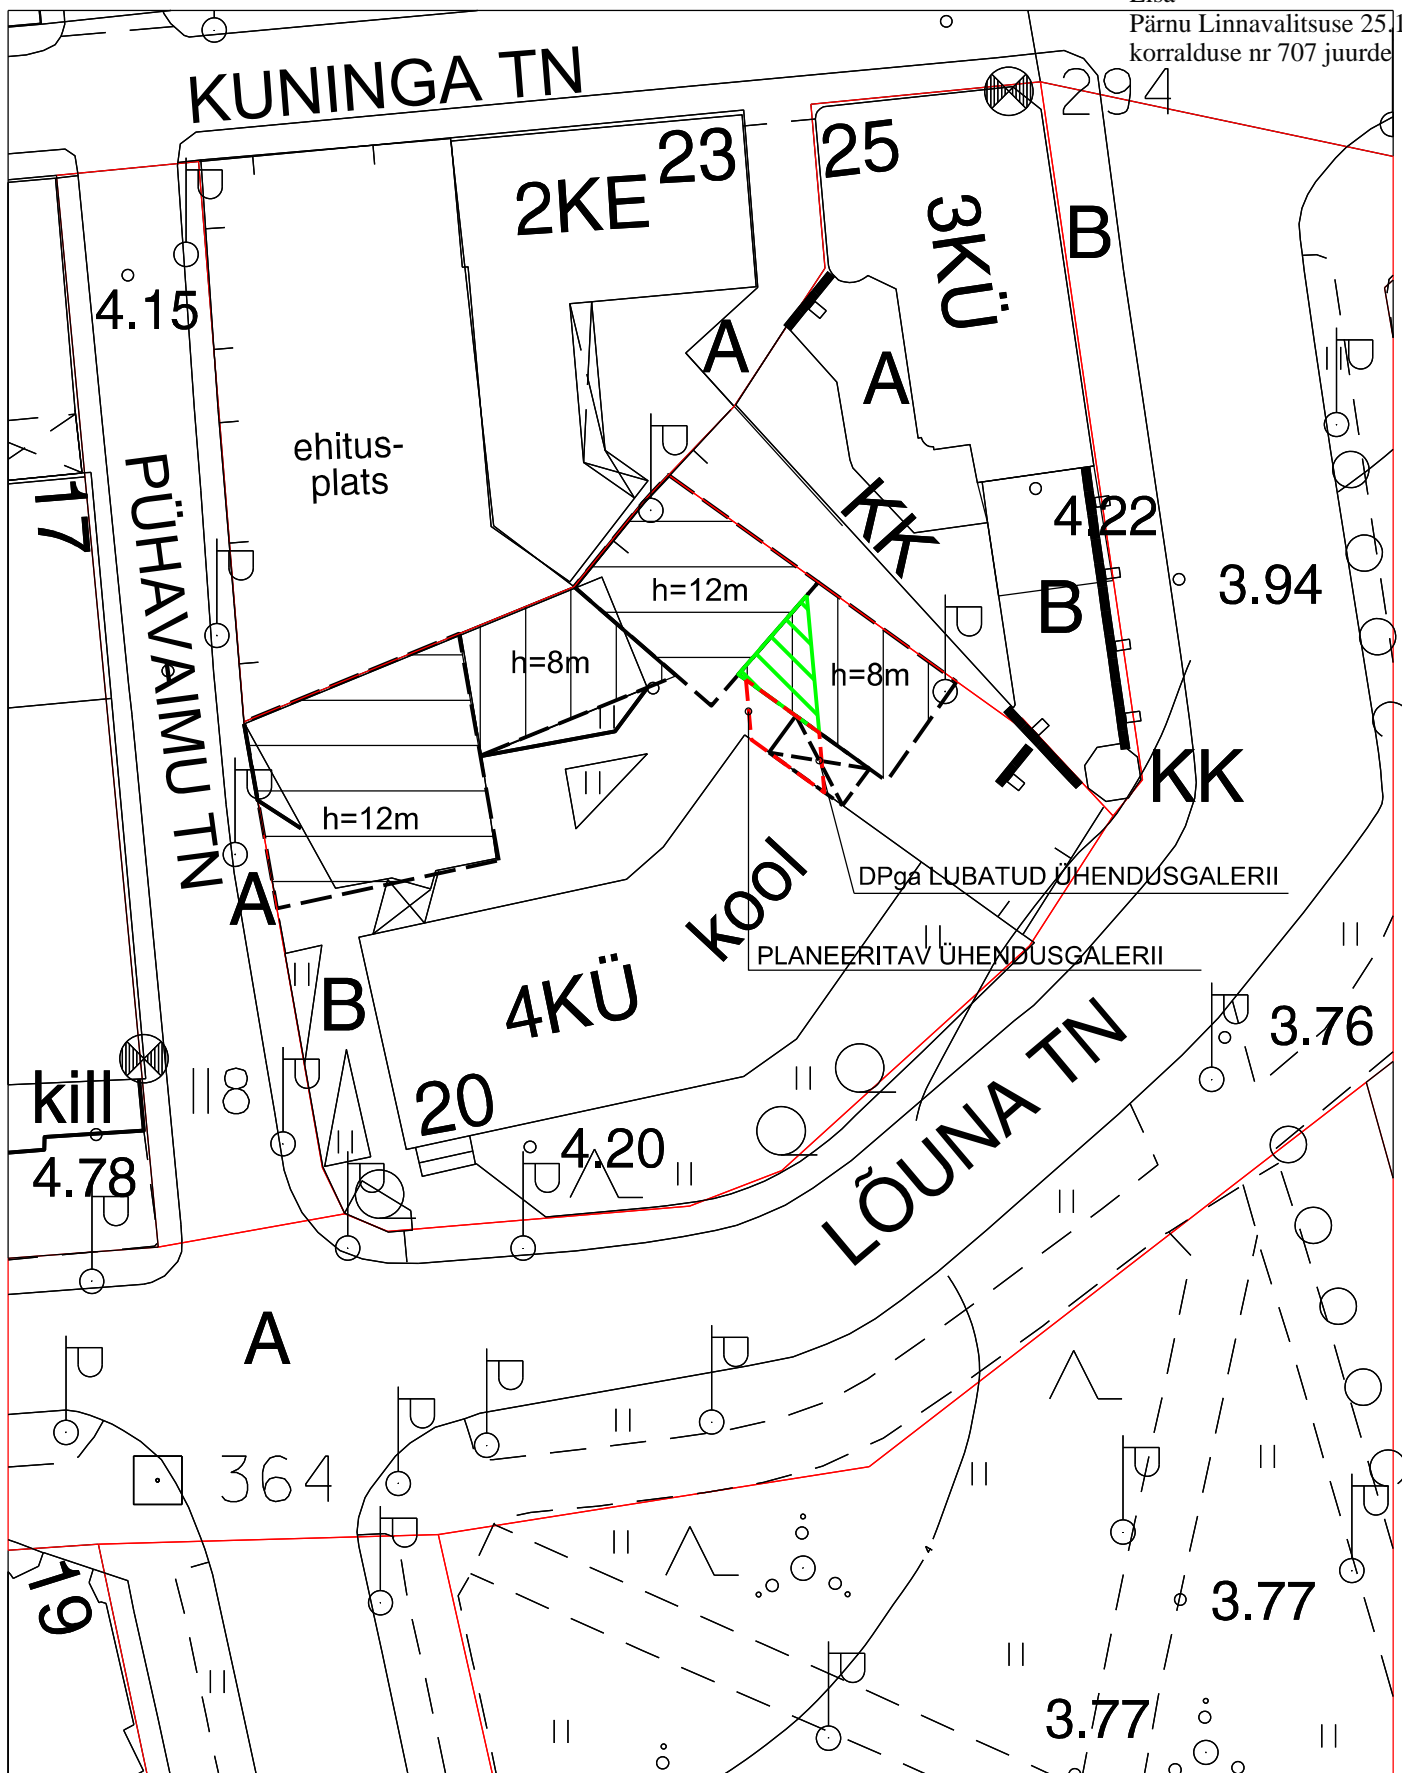 Pärnu Linnavalitsuse 25.1
korralduse nr 707 juurde
KUNINGA TN
294
23
25
2KE
3KÜ
B
4.15
A
A
ehitus-
plats
17
PÜHAVAIMU TN
KK
4.22
3.94
h=12m
B
h=8m
h=8m
KK
h=12m
A
kool
DPga LUBATUD ÜHENDUSGALERII
PLANEERITAV ÜHENDUSGALERII
B
4KÜ
3.76
kill
118
20
4.20
4.78
LÕUNA TN
A
364
4
19
3.77
3.77